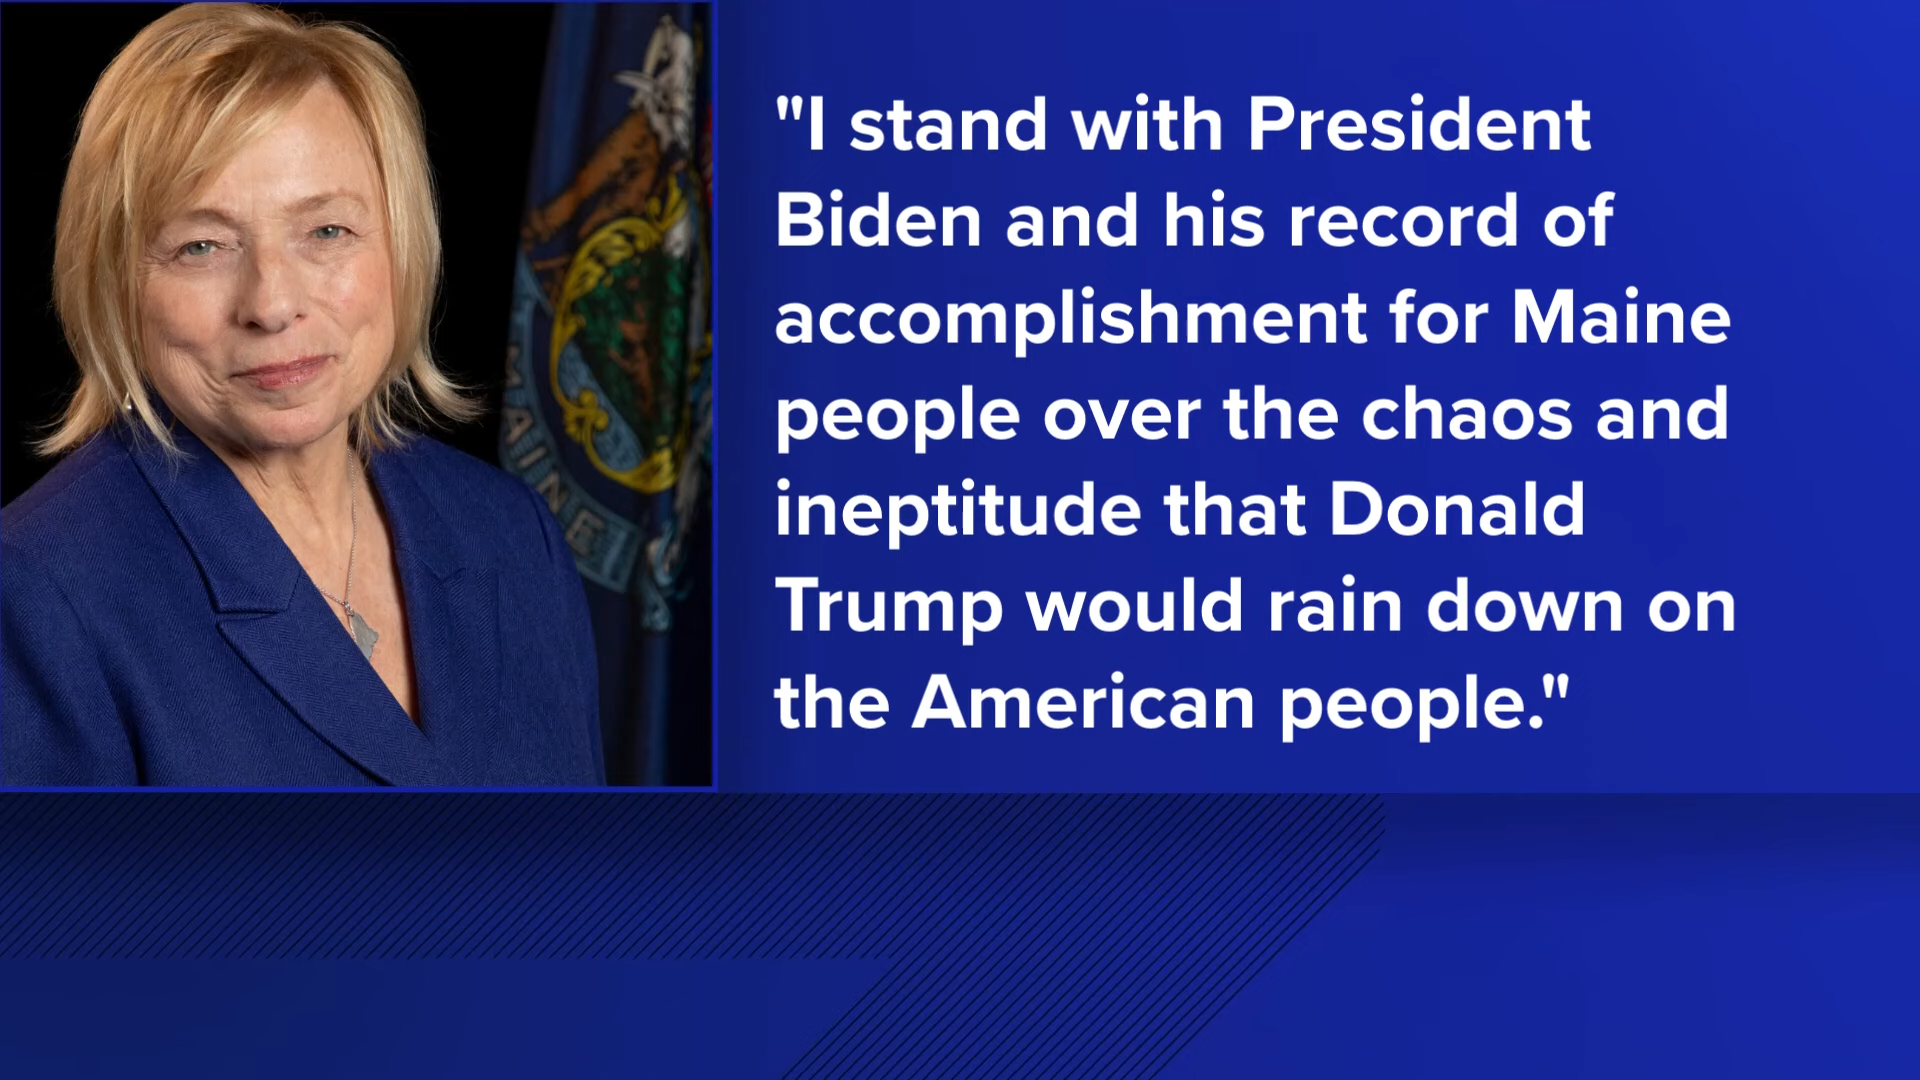 "I stand with President
Biden and his record of
accomplishment for Maine
people over the chaos and
ineptitude that Donald
Trump would rain down on
the American people."
MAINE